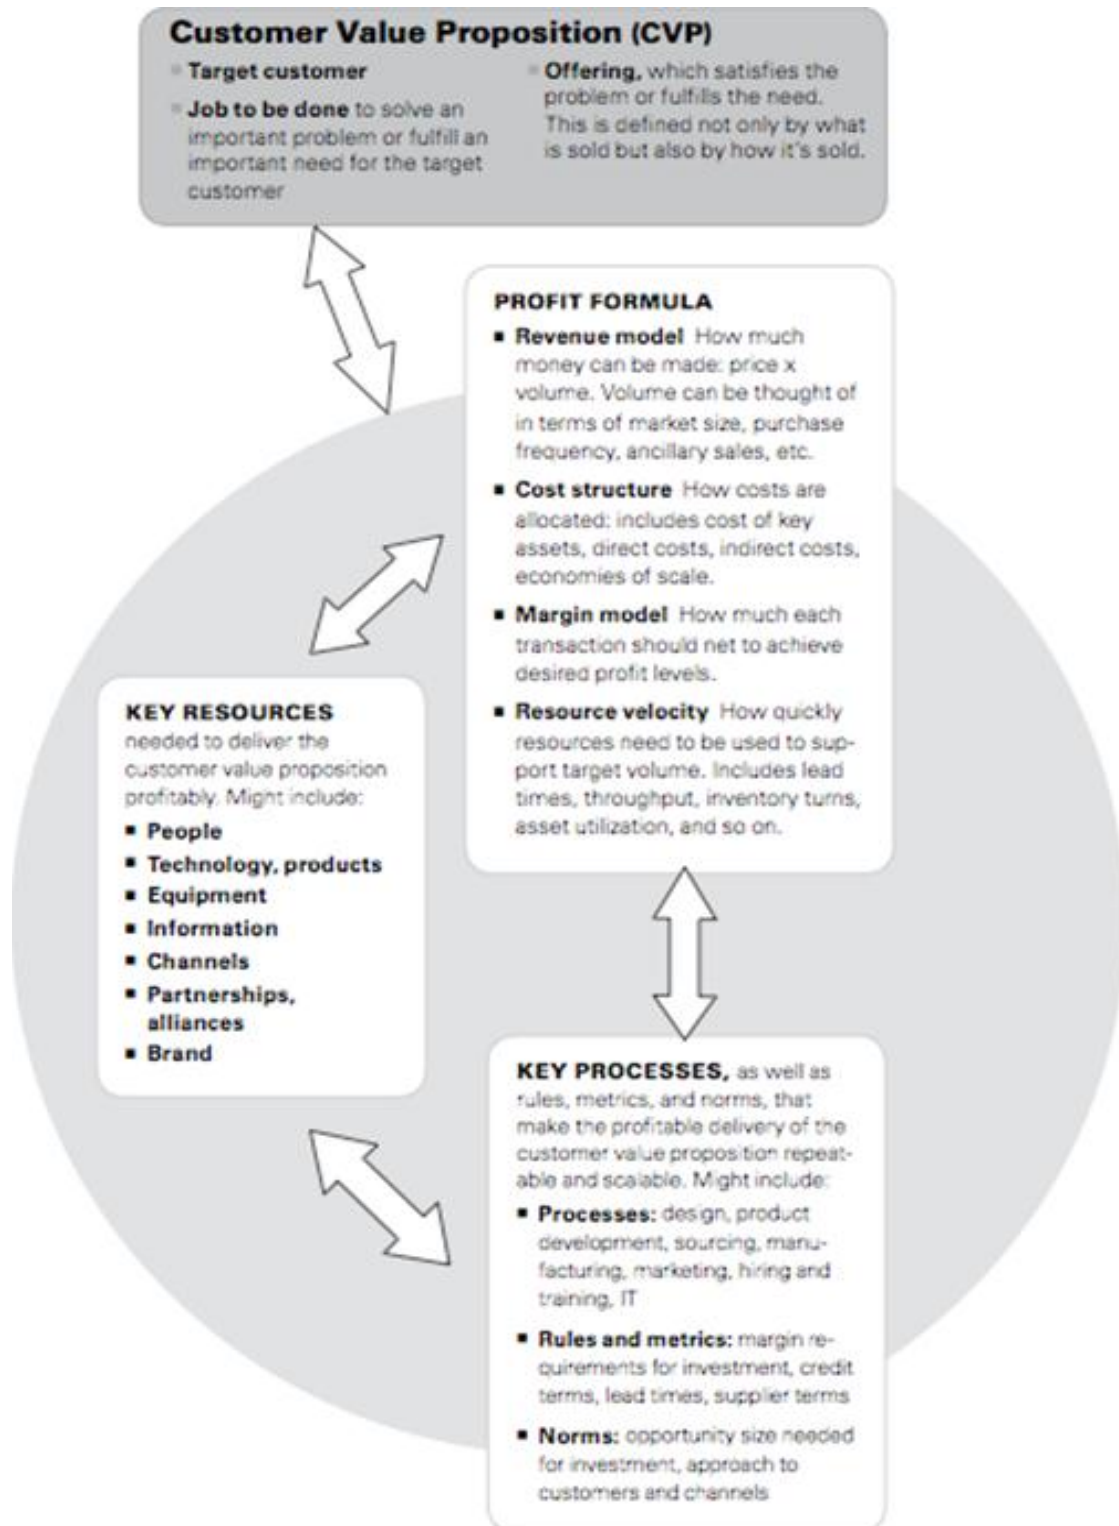 Customer Value Proposition (CVP)
Target customer
Job to be done to solve an
important problem or fulfill an
important need for the target
customer
Offering, which satisfies the
problem or fulfills the need.
This is defined not only by what
is sold but also by how it's sold.
PROFIT FORMULA
Revenue model How much
money can be made: price x
volume. Volume can be thought of
in terms of market size, purchase
frequency, ancillary sales, etc.
Cost structure How costs are
allocated: includes cost of key
assets, direct costs, indirect costs,
economies of scale.
Margin model How much each
transaction should net to achieve
desired profit levels.
Resource velocity How quickly
resources need to be used to sup-
port target volume. Includes lead
times, throughput, inventory turns,
asset utilization, and so on.
KEY RESOURCES
needed to deliver the
customer value proposition
profitably. Might include:
People
Technology, products
Equipment
Information
Channels
Partnerships,
alliances
Brand
KEY PROCESSES, as well as
rules, metrics, and norms, that
make the profitable delivery of the
customer value proposition repeat-
able and scalable. Might include:
Processes: design, product
development, sourcing, manu-
facturing, marketing, hiring and
training, IT
Rules and metrics: margin re-
quirements for investment, credit
terms, lead times, supplier terms
Norms: opportunity size needed
for investment, approach to
customers and channels